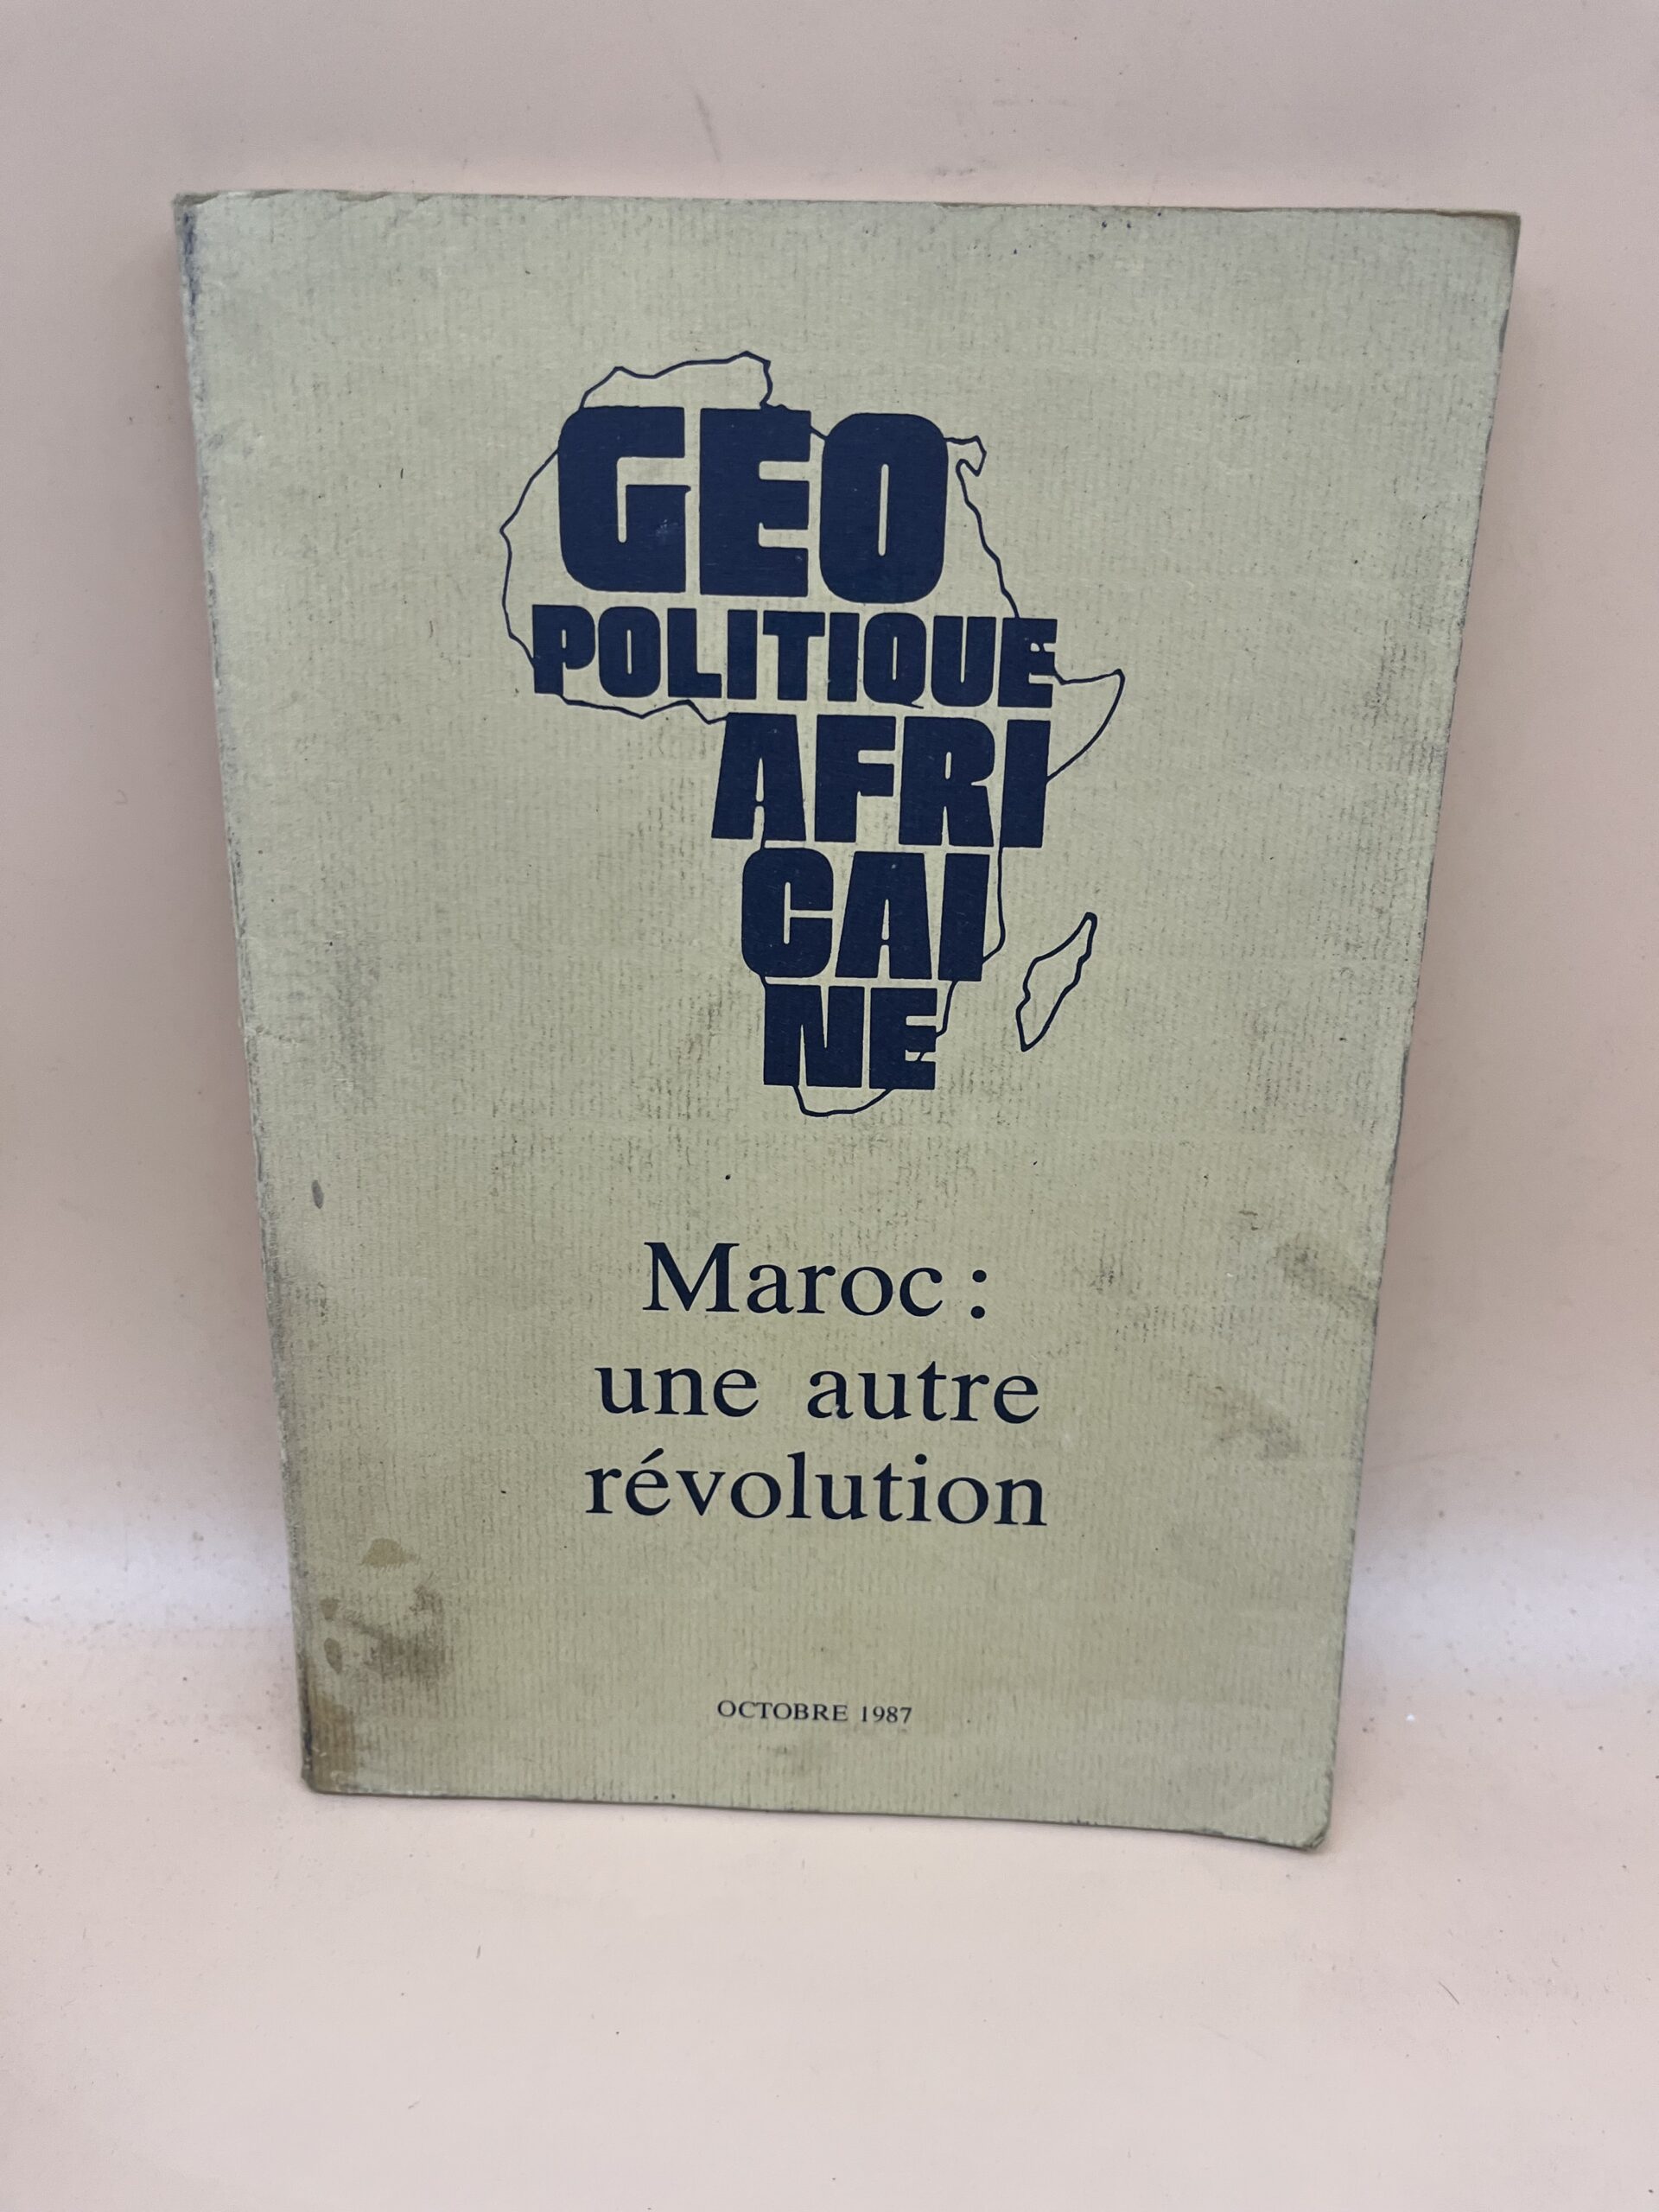 GEO
POLITIQUE
AFRI
CAI
NE
Maroc :
une autre
révolution
OCTOBRE 1987